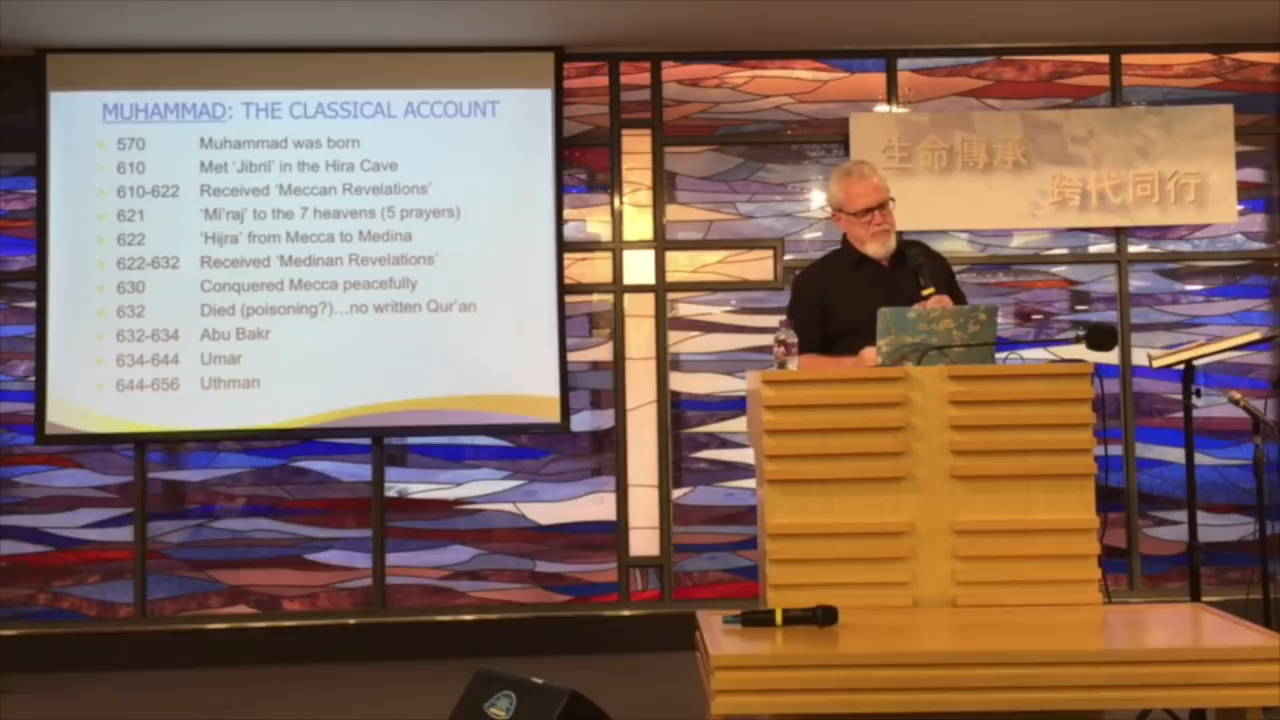 MUHAMMAD: THE CLASSICAL ACCOUNT
570 Muhammad was born
610 Met ‘Jibril’ in the Hira Cave
610-622 Received ‘Meccan Revelations’
621 ‘Mi’raj’ to the 7 heavens (5 prayers)
622 ‘Hijra’ from Mecca to Medina
622-632 Received ‘Medinan Revelations’
630 Conquered Mecca peacefully
632 Died (poisoning?)...no written Qur'an
632-634 Abu Bakr
634-644 Umar
644-656 Uthman
生命傳承
跨代同行